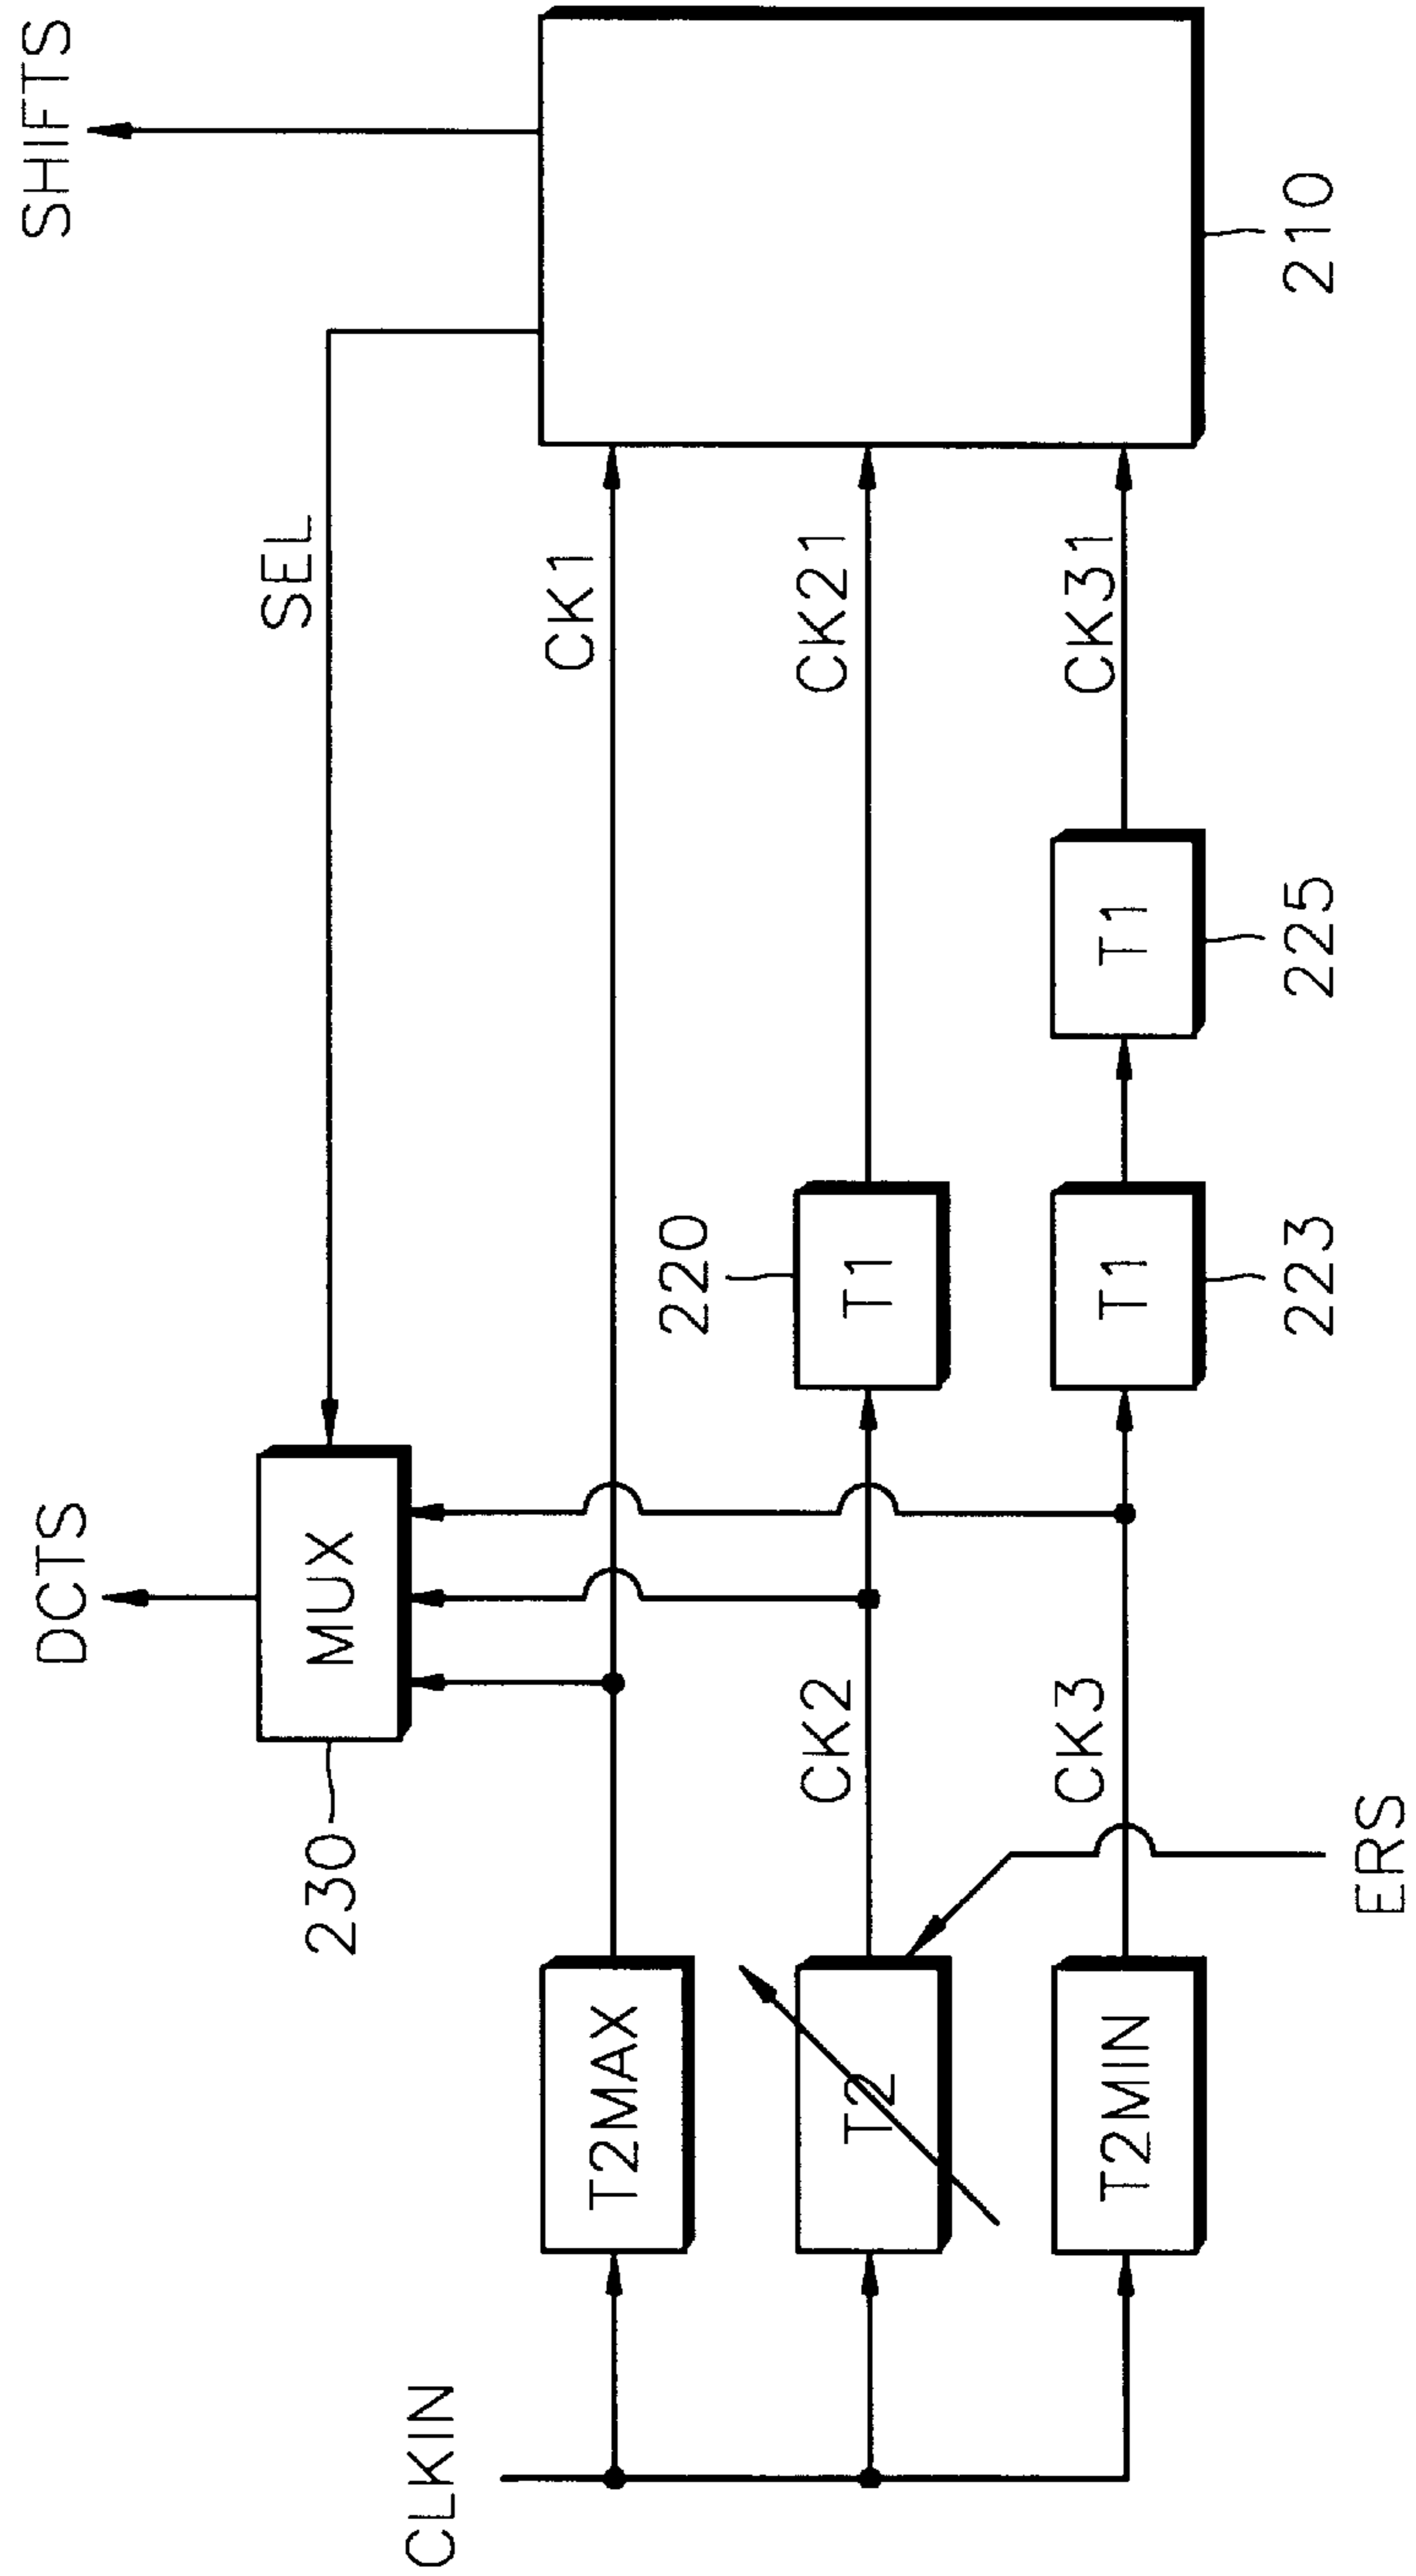 CLKIN
T2MAX
T2
T2MIN
ERS
230
MUX
DCTS
CK2
CK3
220
T1
T1
223
T1
225
SEL
CK1
CK21
CK31
SHIFTS
210